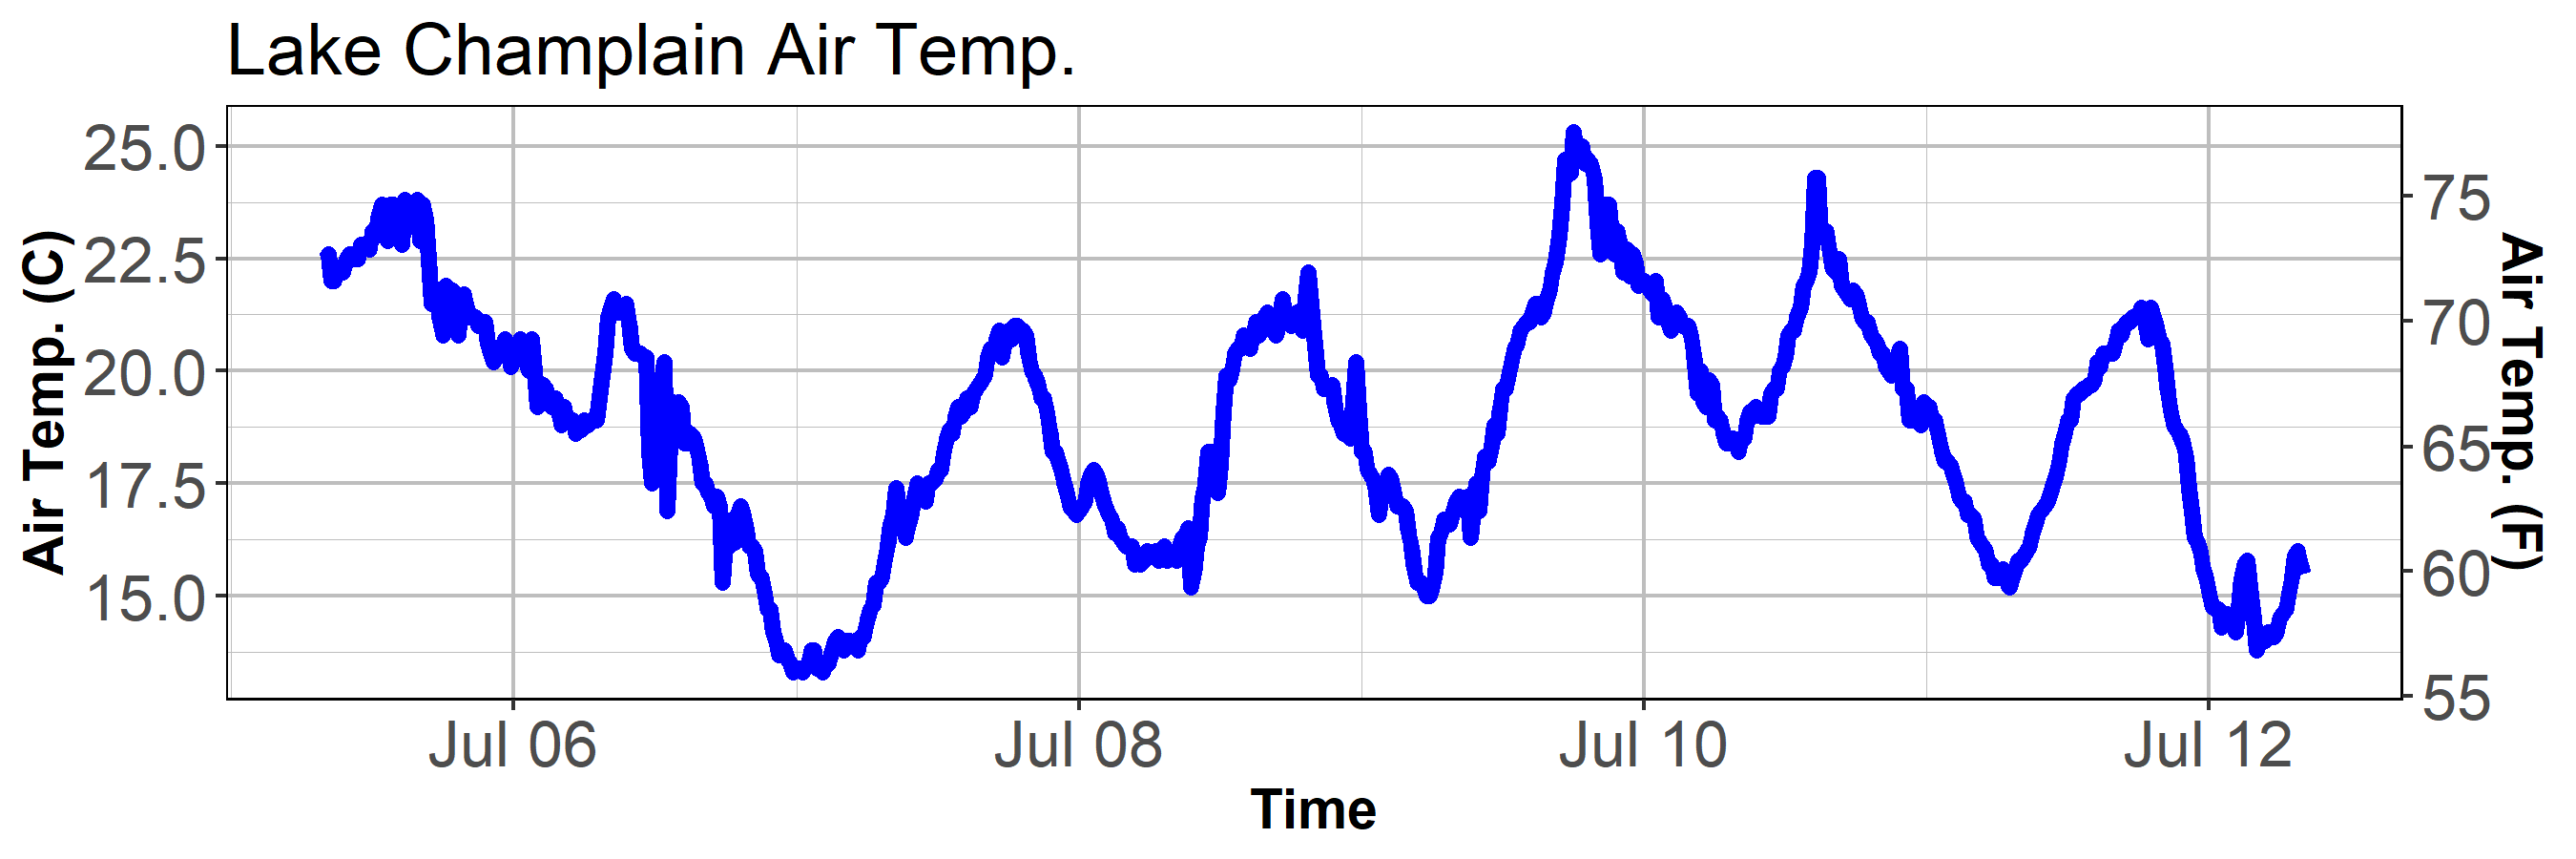 Lake Champlain Air Temp.
Air Temp. (C)
25.0
22.5
20.0
17.5
15.0
75
70
65
60
55
Air Temp. (F)
Jul 06 Jul 08 Jul 10 Jul 12
Time